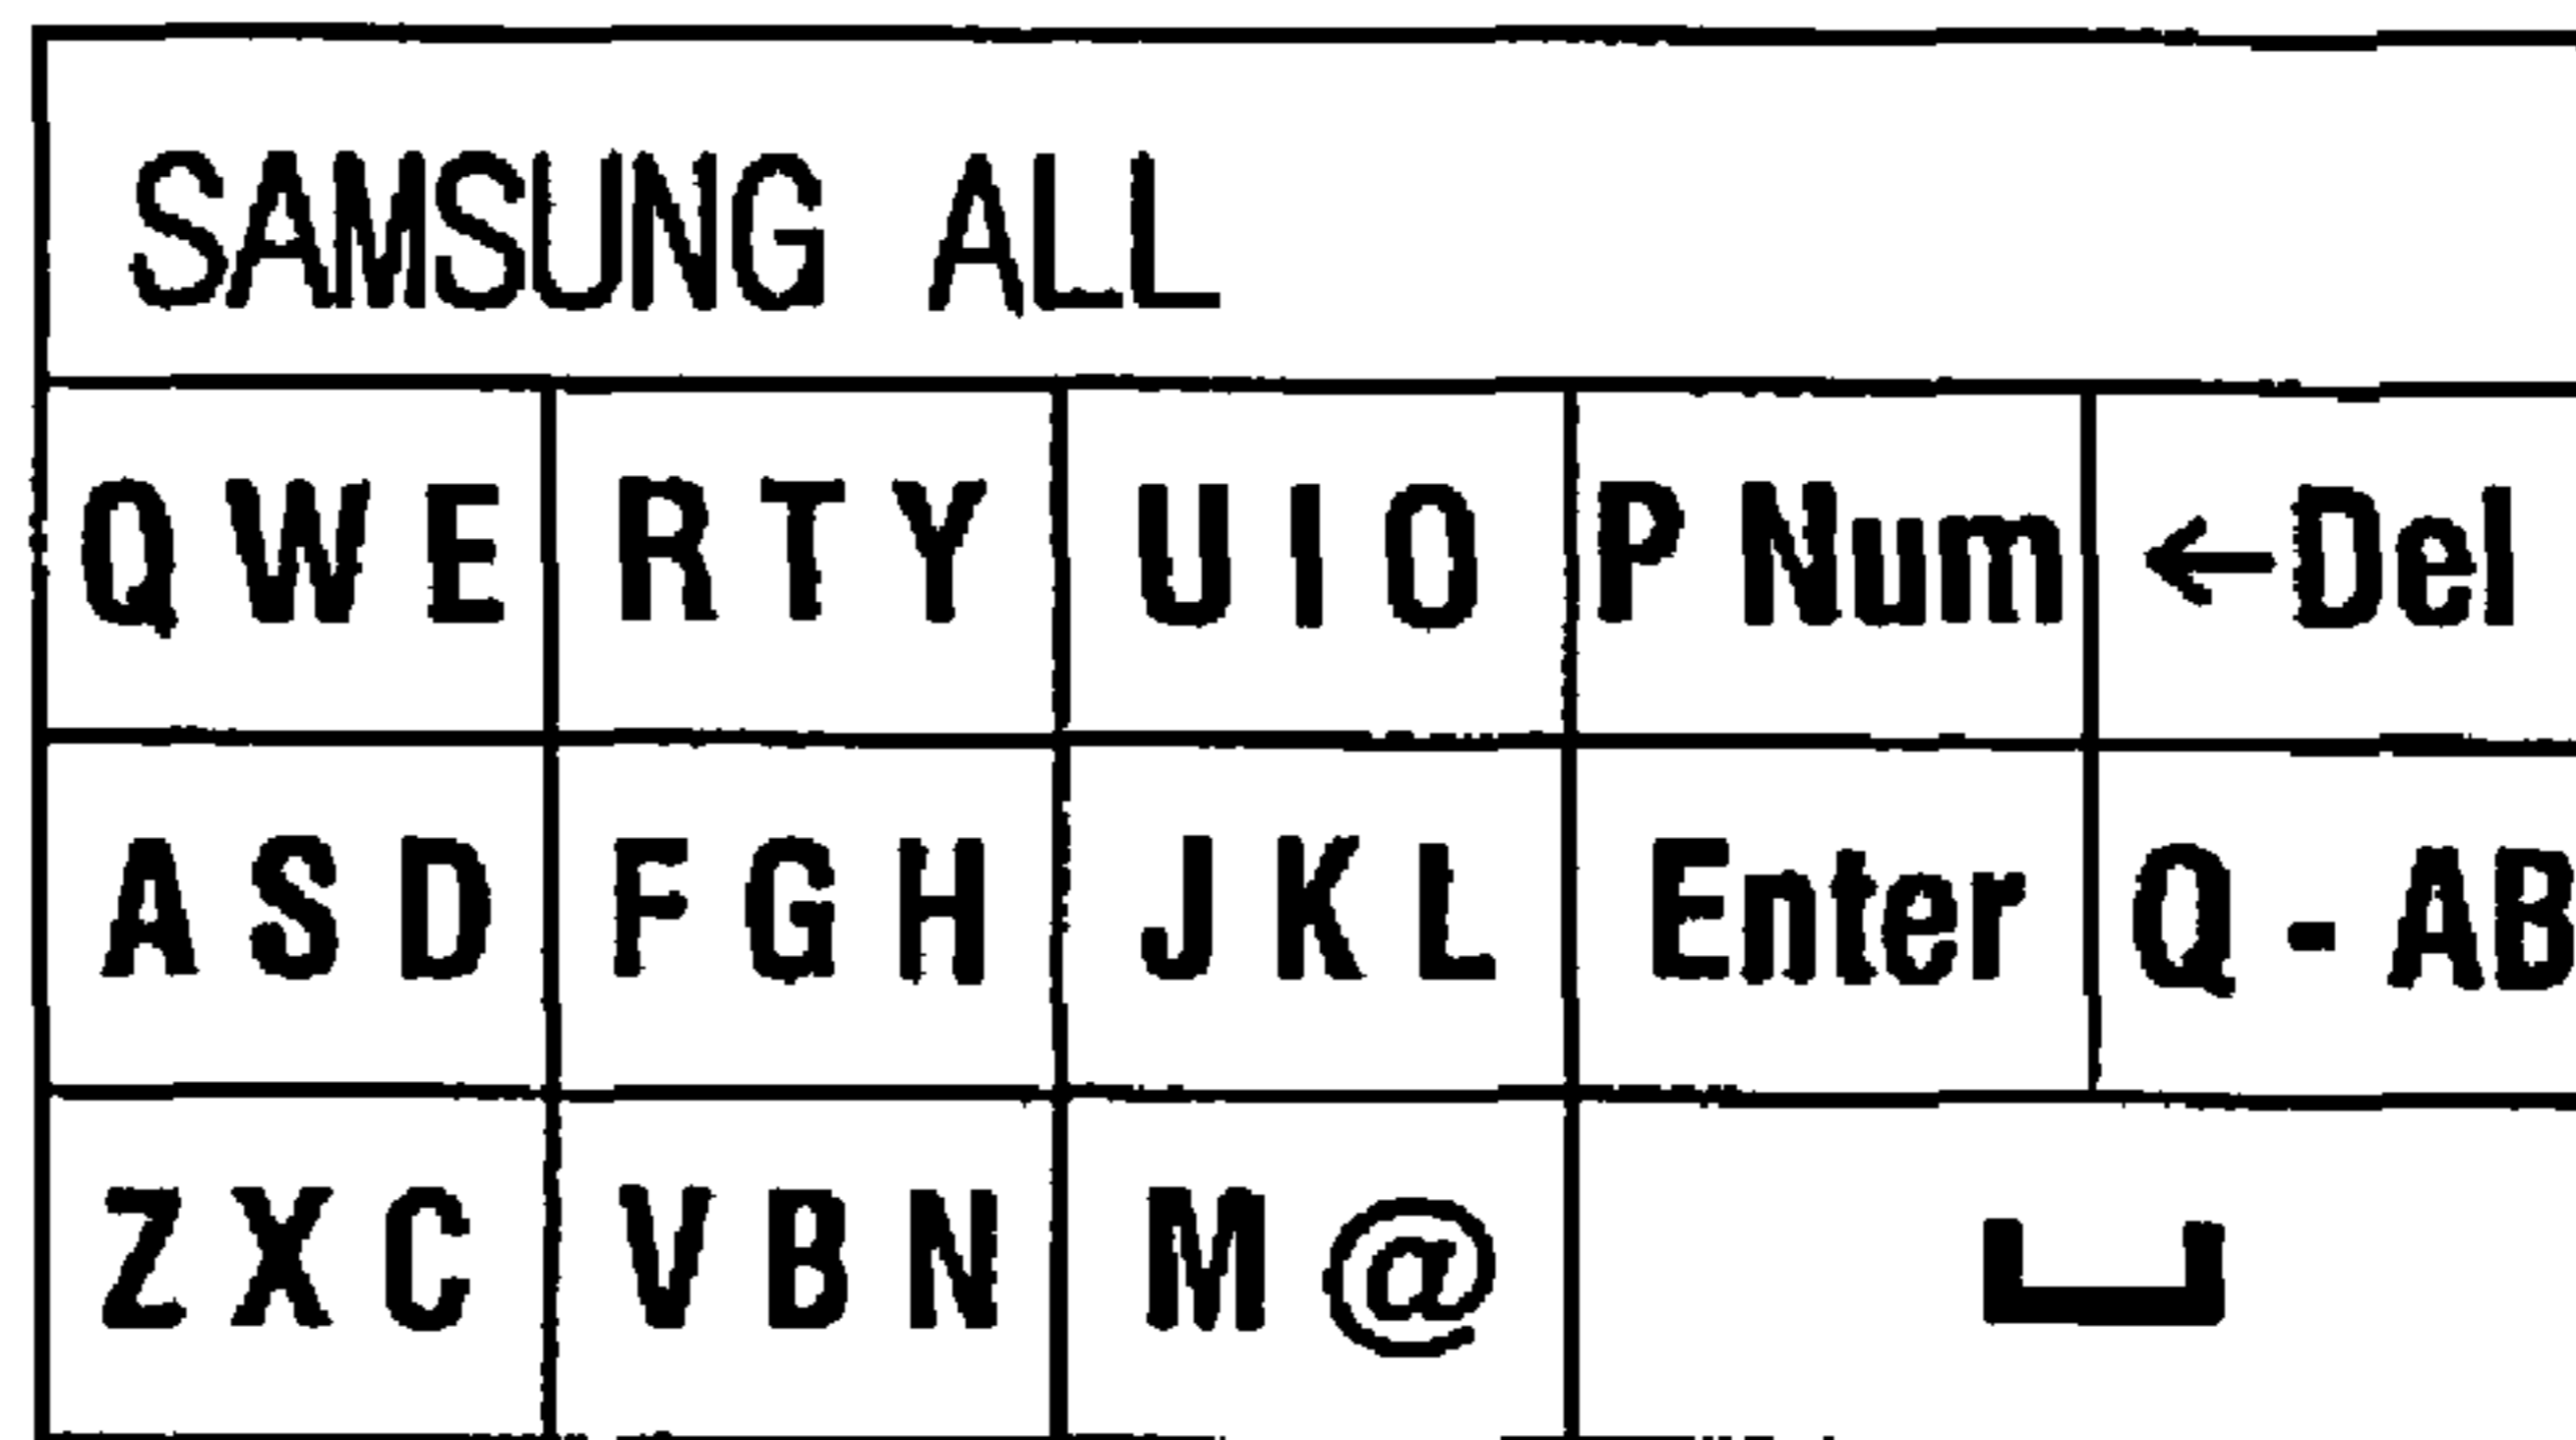 SAMSUNG ALL
Q W E R T Y U I O P Num ←Del
A S D F G H J K L Enter Q - AB
Z X C V B N M @